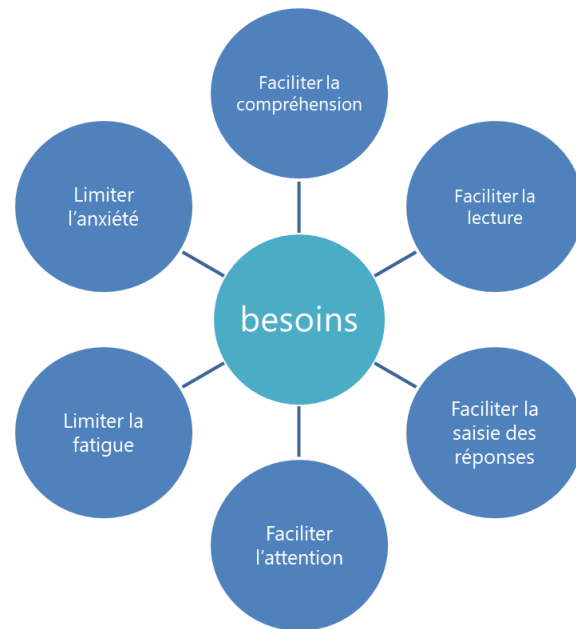 Faciliter la
compréhension
Limiter
l'anxiété
Faciliter la
lecture
besoins
Limiter la
fatigue
Faciliter la
saisie des
réponses
Faciliter
l'attention